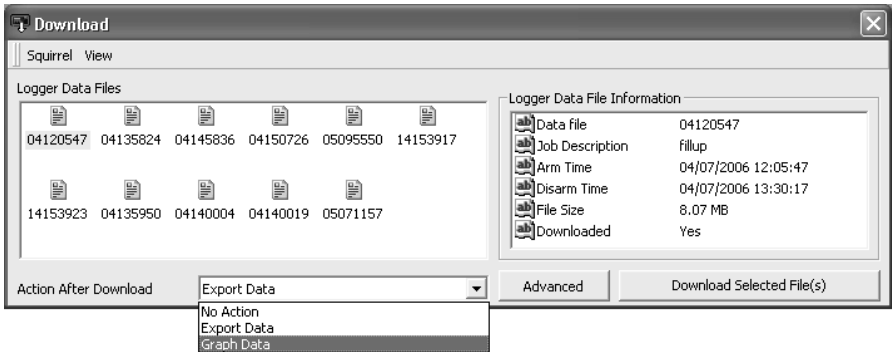 Download
Squirrel View
Logger Data Files
04120547 04135824 04145836 04150726 05095550 14153917
14153923 04135950 04140004 04140019 05071157
Logger Data File Information
Data file 04120547
Job Description fillup
Arm Time 04/07/2006 12:05:47
Disarm Time 04/07/2006 13:30:17
File Size 8.07 MB
Downloaded Yes
Action After Download Export Data
No Action
Export Data
Graph Data
Advanced Download Selected File(s)